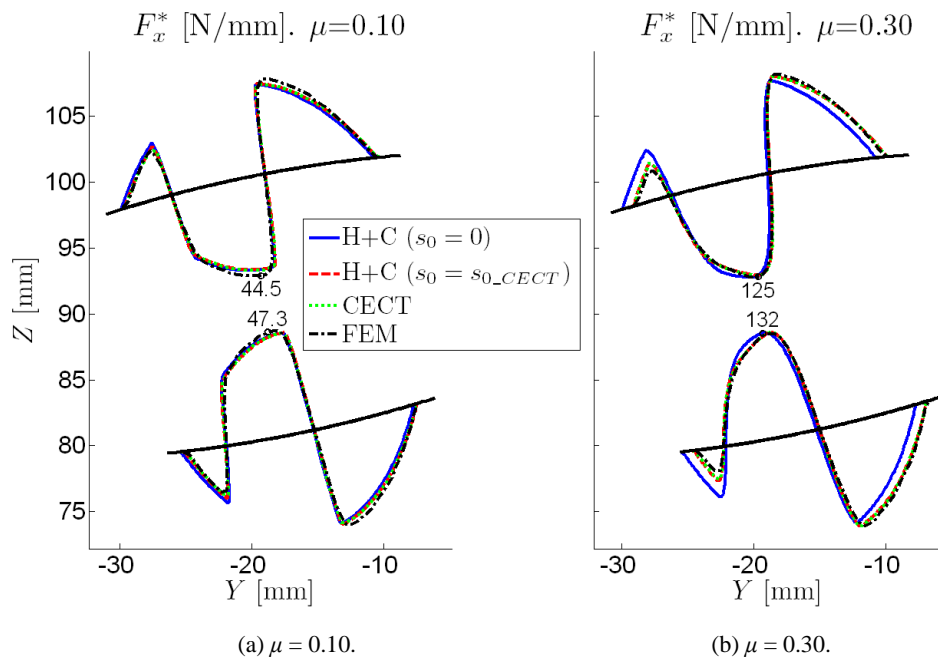 F*x [N/mm]. μ=0.10
F*x [N/mm]. μ=0.30
105
100
95
90
85
80
75
Z [mm]
44.5
47.3
125
132
H+C (s0 = 0)
H+C (s0 = s0_CECT)
CECT
FEM
-30 -20 -10
-30 -20 -10
Y [mm]
Y [mm]
(a) μ = 0.10.
(b) μ = 0.30.